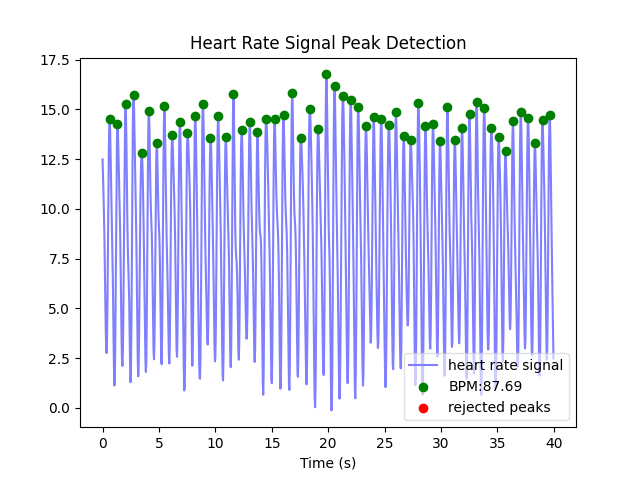 Heart Rate Signal Peak Detection
17.5
15.0
12.5
10.0
7.5
5.0
2.5
0.0
heart rate signal
BPM:87.69
rejected peaks
0 5 10 15 20 25 30 35 40
Time (s)